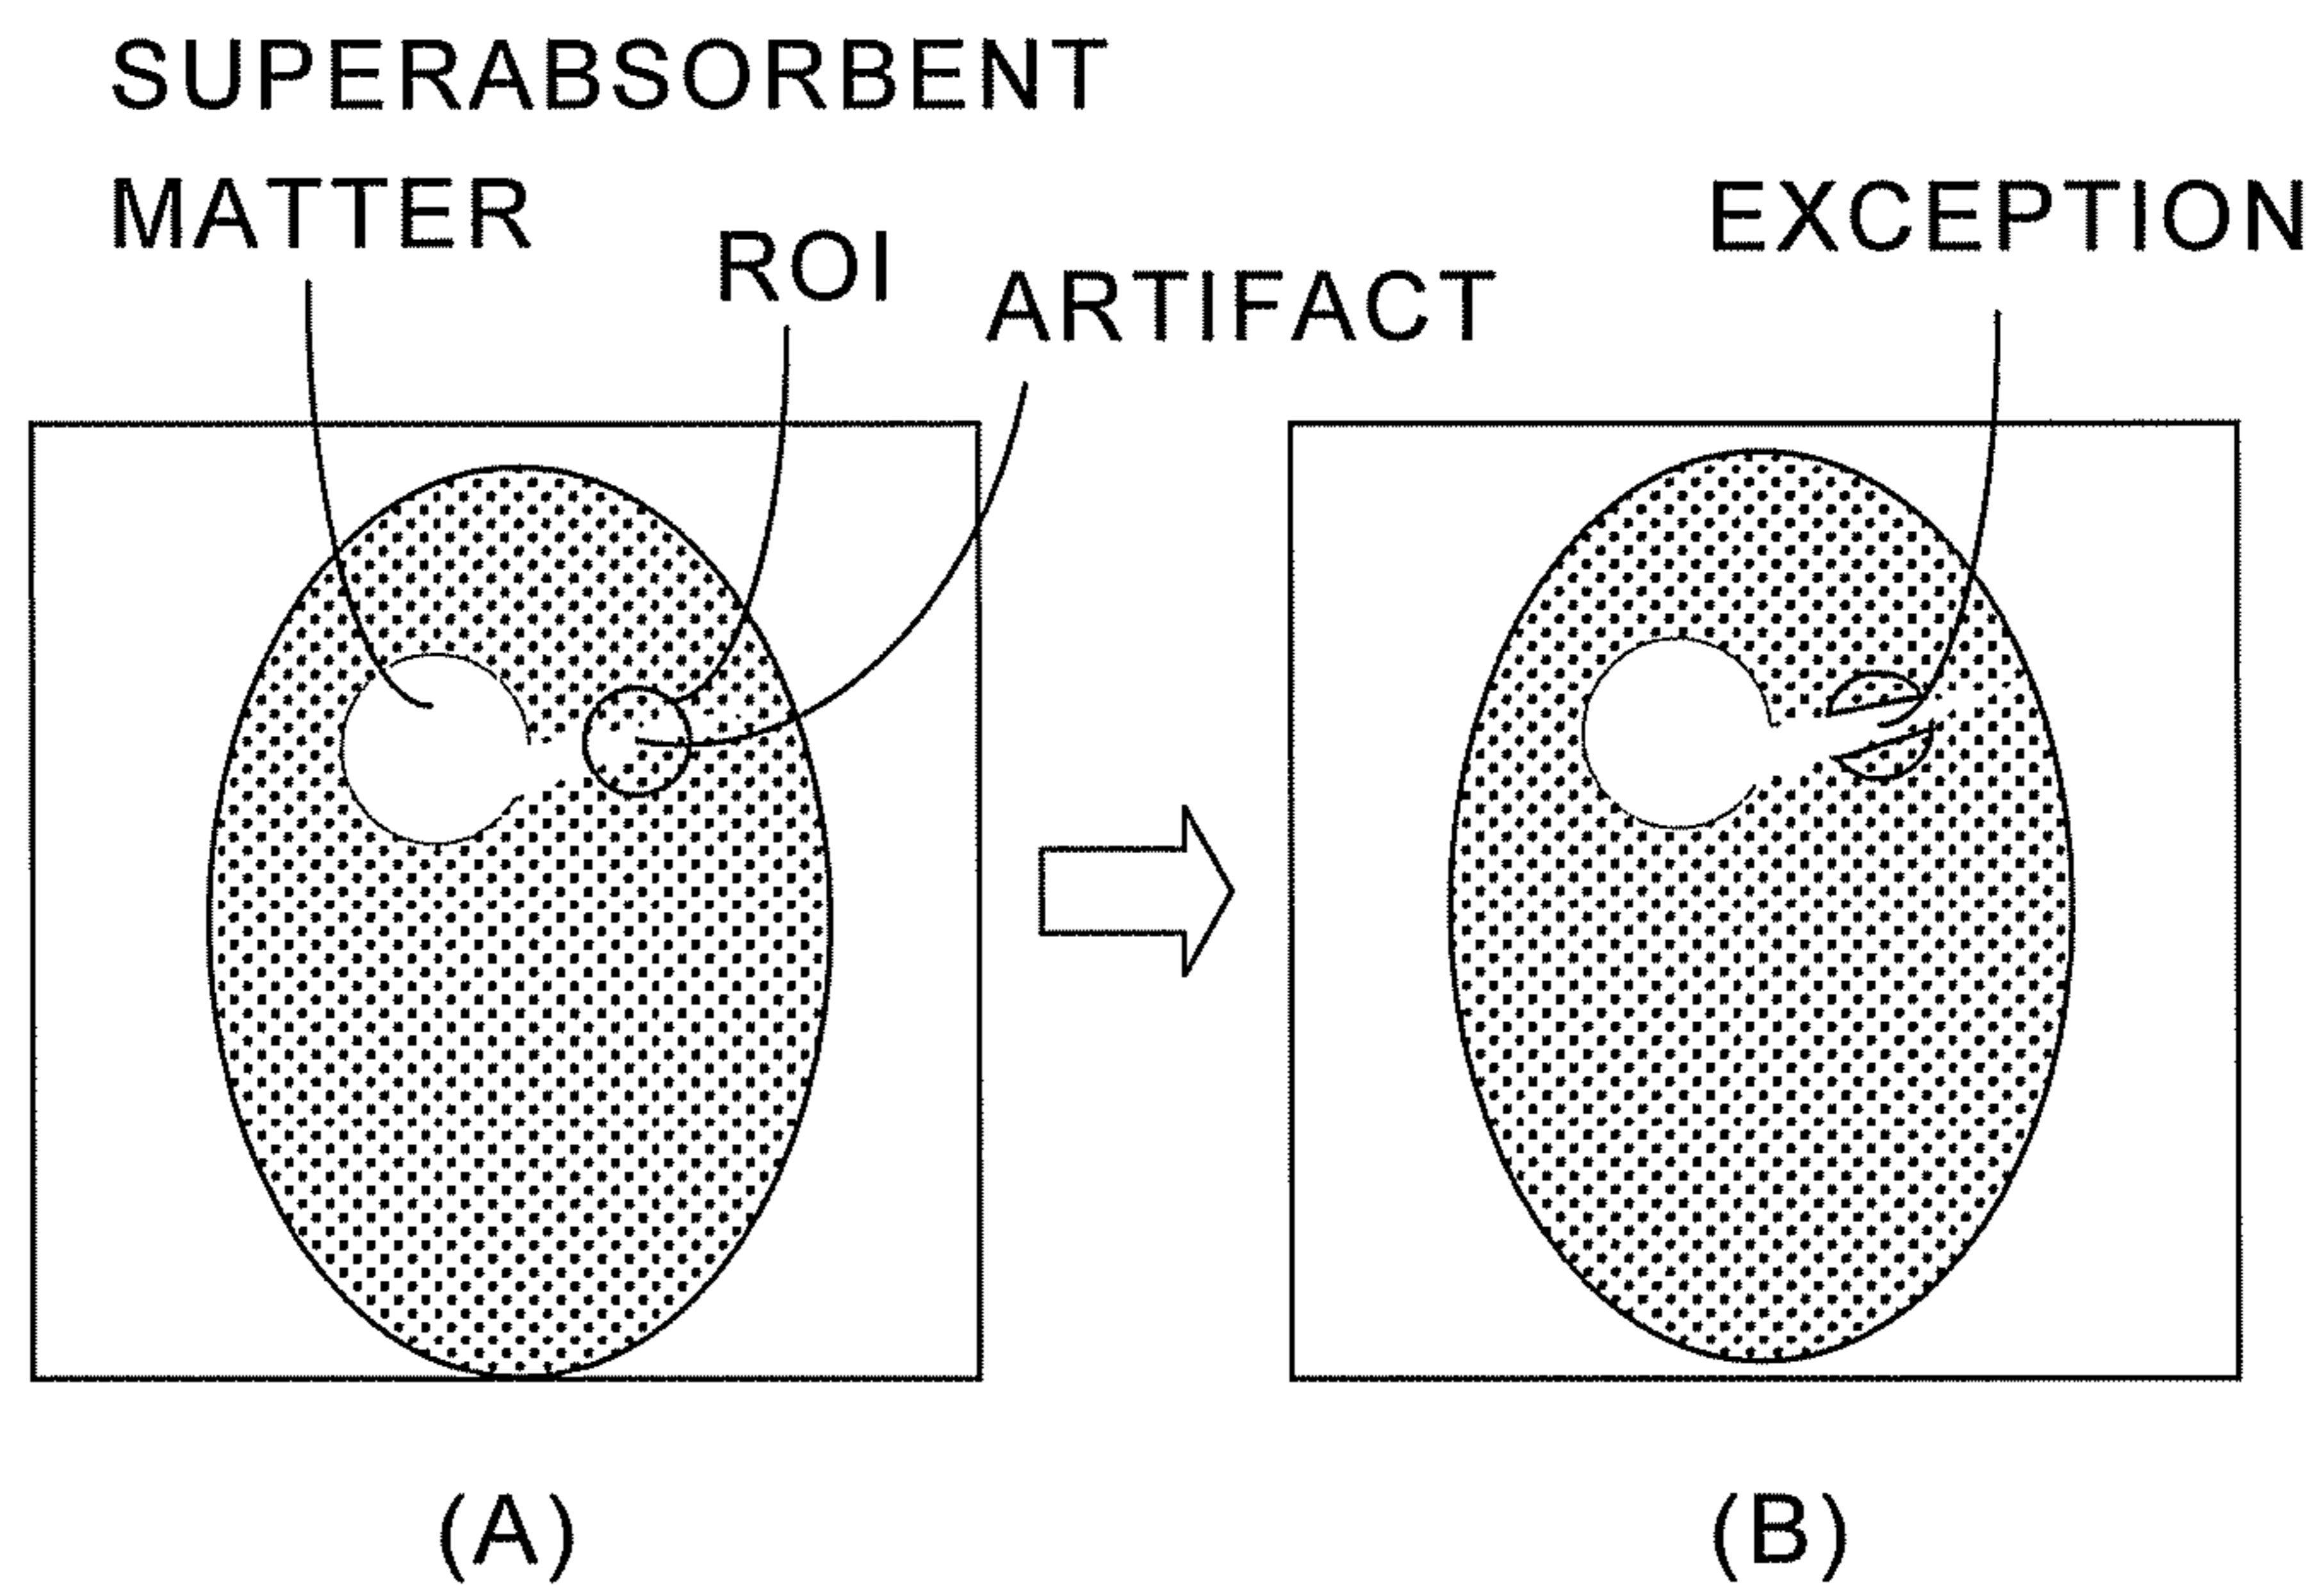 SUPERABSORBENT
MATTER
ROI
ARTIFACT
EXCEPTION
(A)
(B)